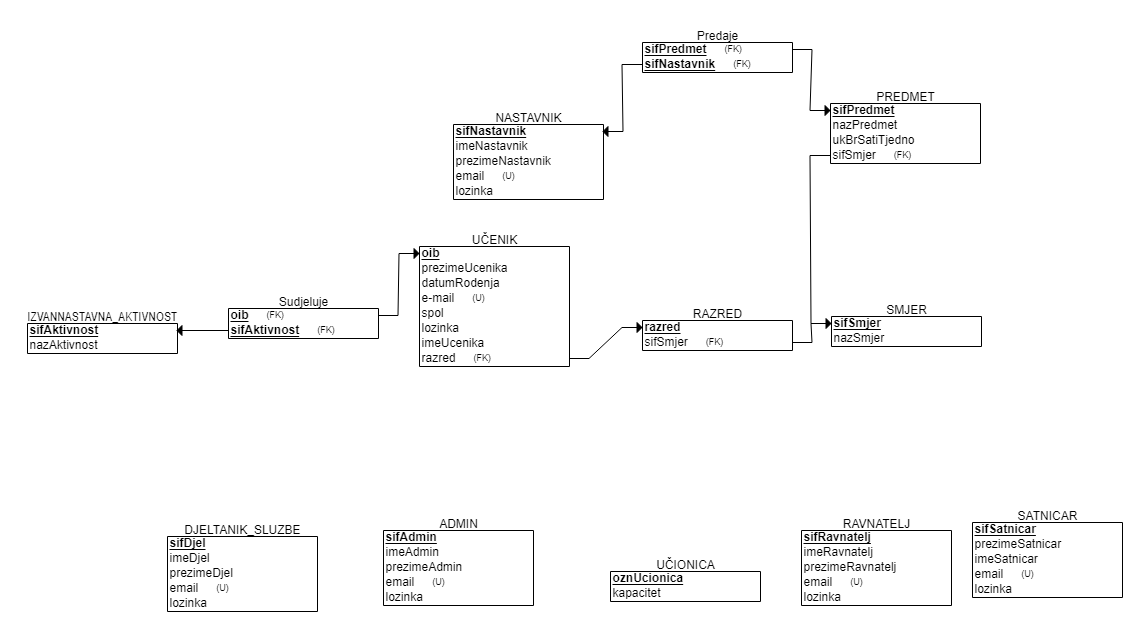 Predaje
sifPredmet (FK)
sifNastavnik (FK)
PREDMET
sifPredmet
nazPredmet
ukBrSatiTjedno
sifSmjer (FK)
NASTAVNIK
sifNastavnik
imeNastavnik
prezimeNastavnik
email (U)
lozinka
UČENIK
oib
prezimeUcenika
datumRodenja
e-mail (U)
spol
lozinka
imeUcenika
razred (FK)
Sudjeluje
oib (FK)
sifAktivnost (FK)
IZVANNASTAVNA_AKTIVNOST
sifAktivnost
nazAktivnost
RAZRED
razred
sifSmjer (FK)
SMJER
sifSmjer
nazSmjer
DJELTANIK_SLUZBE
sifDjel
imeDjel
prezimeDjel
email (U)
lozinka
ADMIN
sifAdmin
imeAdmin
prezimeAdmin
email (U)
lozinka
UČIONICA
oznUcionica
kapacitet
RAVNATELJ
sifRavnatelj
imeRavnatelj
prezimeRavnatelj
email (U)
lozinka
SATNICAR
sifSatnicar
prezimeSatnicar
imeSatnicar
email (U)
lozinka